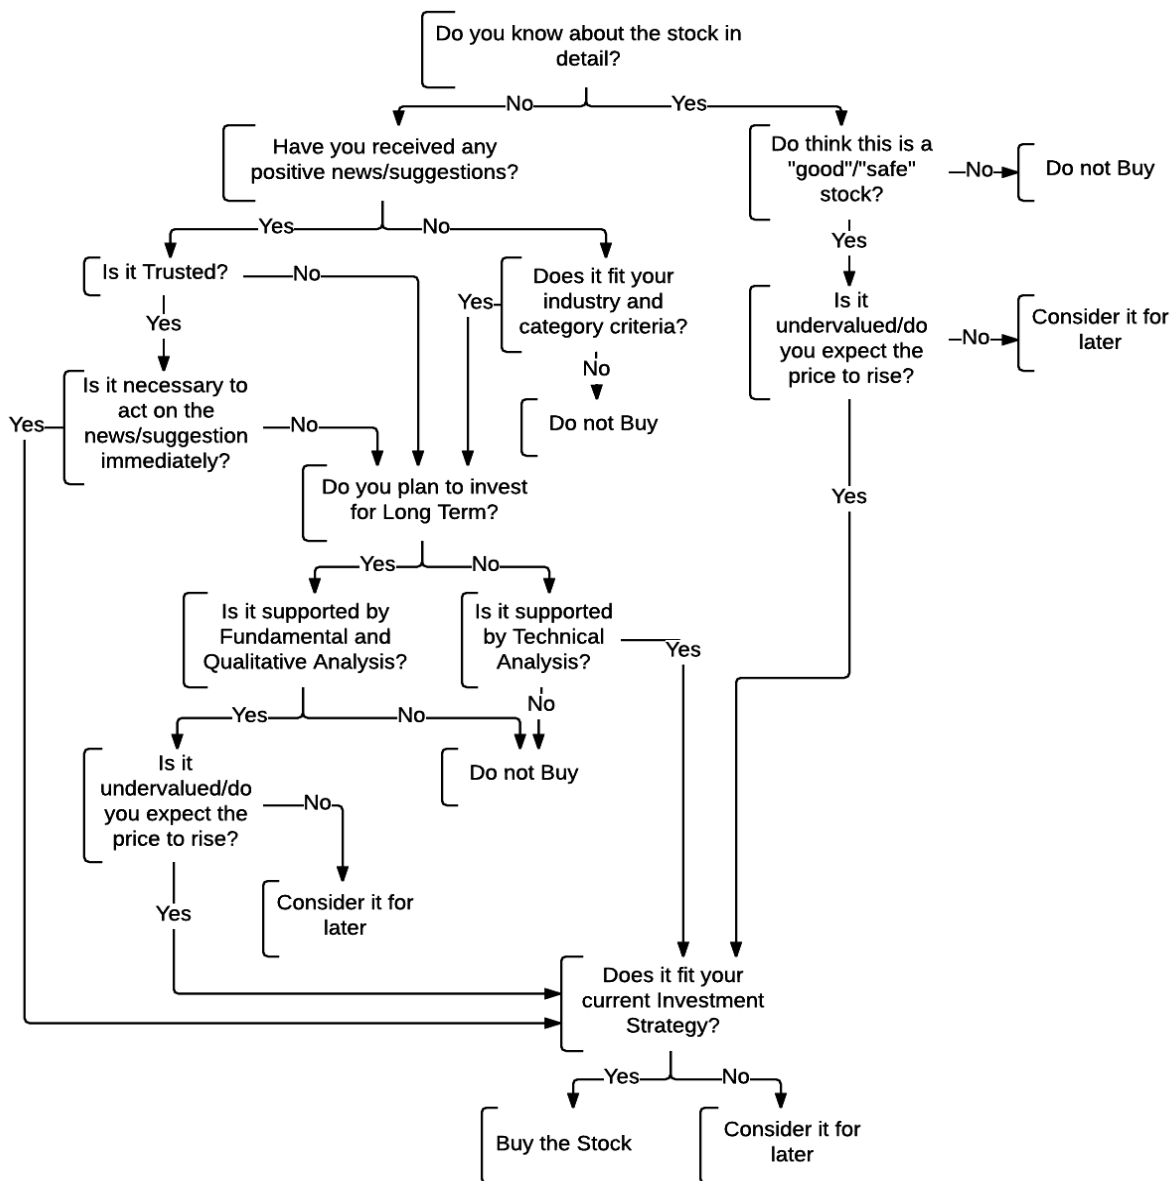 Do you know about the stock in
detail?
No
Yes
Have you received any
positive news/suggestions?
Do think this is a
"good"/"safe"
stock?
No
Do not Buy
Yes
No
Yes
Is it Trusted?
No
Does it fit your
industry and
category criteria?
Yes
Is it
undervalued/do
you expect the
price to rise?
No
Consider it for
later
Yes
No
Do not Buy
Is it necessary to
act on the
news/suggestion
immediately?
Yes
No
Do you plan to invest
for Long Term?
Yes
Yes
No
Is it supported by
Fundamental and
Qualitative Analysis?
Is it supported
by Technical
Analysis?
Yes
No
Yes
No
Do not Buy
Is it
undervalued/do
you expect the
price to rise?
No
Consider it for
later
Yes
Does it fit your
current Investment
Strategy?
Yes
No
Buy the Stock
Consider it for
later